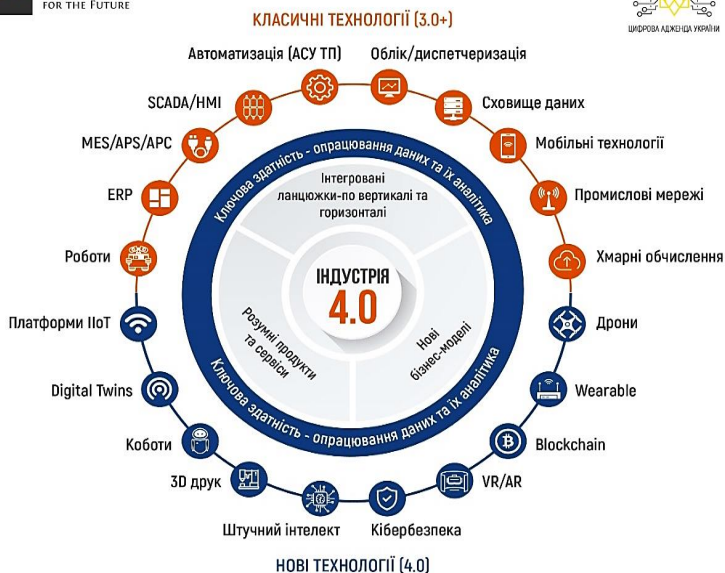 FOR THE FUTURE
ЦИФРОВА АДЖЕНДА УКРАЇНИ
КЛАСИЧНІ ТЕХНОЛОГІЇ (3.0+)
Автоматизація (АСУ ТП)
Облік/диспетчеризація
SCADA/HMI
Сховище даних
MES/APS/APC
Мобільні технології
ERP
Промислові мережі
Роботи
Хмарні обчислення
Ключова здатність - опрацювання даних та їх аналітика
Інтегровані
ланцюжки-по вертикалі та
горизонталі
ІНДУСТРІЯ
4.0
Розумні продукти
та сервіси
Нові
бізнес-моделі
Ключова здатність - опрацювання даних та їх аналітика
Платформи IIoT
Дрони
Digital Twins
Wearable
Коботи
Blockchain
3D друк
VR/AR
Штучний інтелект
Кібербезпека
НОВІ ТЕХНОЛОГІЇ (4.0)